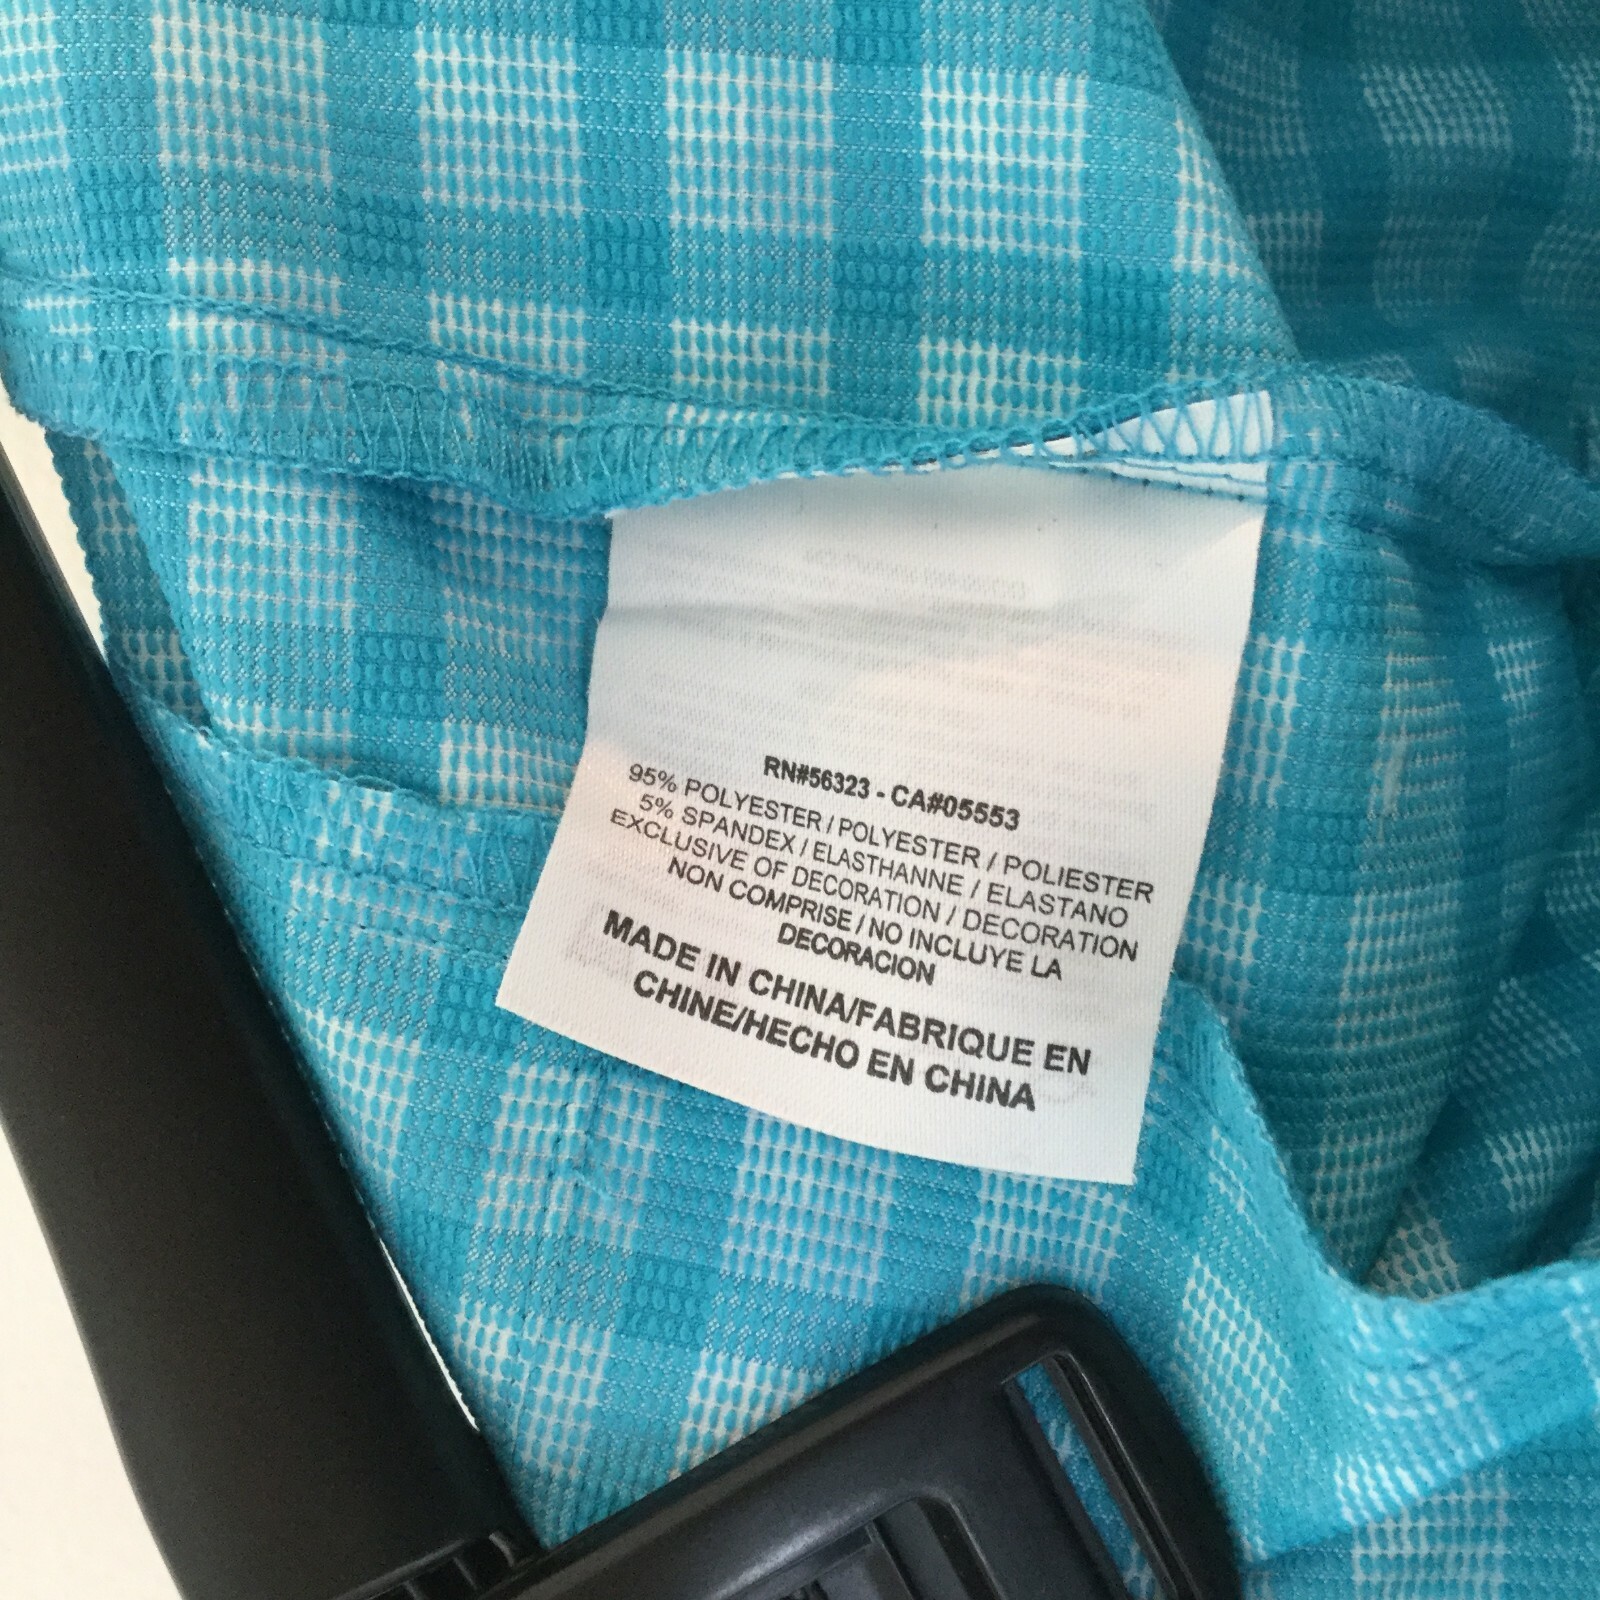 RN#56323 - CA#05553
95% POLYESTER / POLYESTER / POLIESTER
5% SPANDEX / ELASTHANNE / ELASTANO
EXCLUSIVE OF DECORATION / DECORATION
NON COMPRISE / NO INCLUYE LA
DECORACION
MADE IN CHINA/FABRIQUE EN
CHINE/HECHO EN CHINA